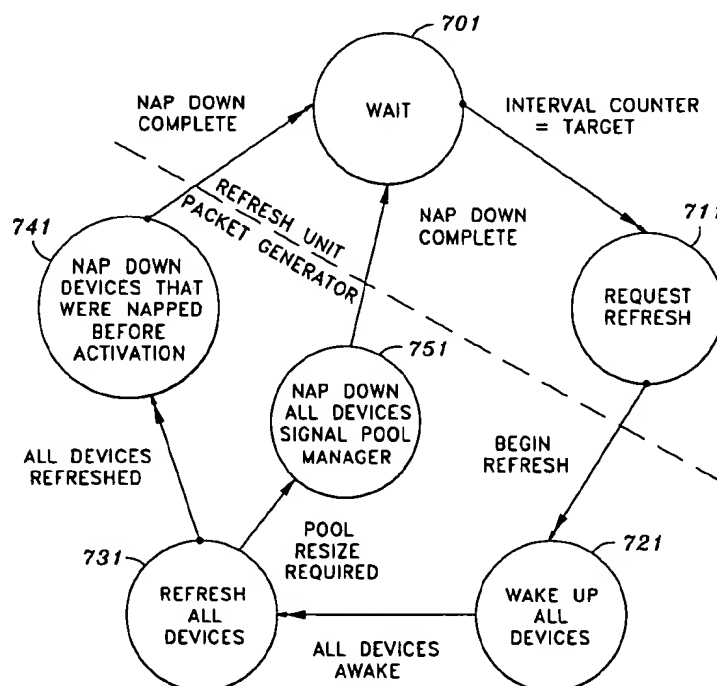 701
WAIT
NAP DOWN
COMPLETE
INTERVAL COUNTER
= TARGET
REFRESH UNIT
PACKET GENERATOR
NAP DOWN
COMPLETE
711
REQUEST
REFRESH
741
NAP DOWN
DEVICES THAT
WERE NAPPED
BEFORE
ACTIVATION
751
NAP DOWN
ALL DEVICES
SIGNAL POOL
MANAGER
BEGIN
REFRESH
ALL DEVICES
REFRESHED
POOL
RESIZE
REQUIRED
731
REFRESH
ALL
DEVICES
721
WAKE UP
ALL
DEVICES
ALL DEVICES
AWAKE